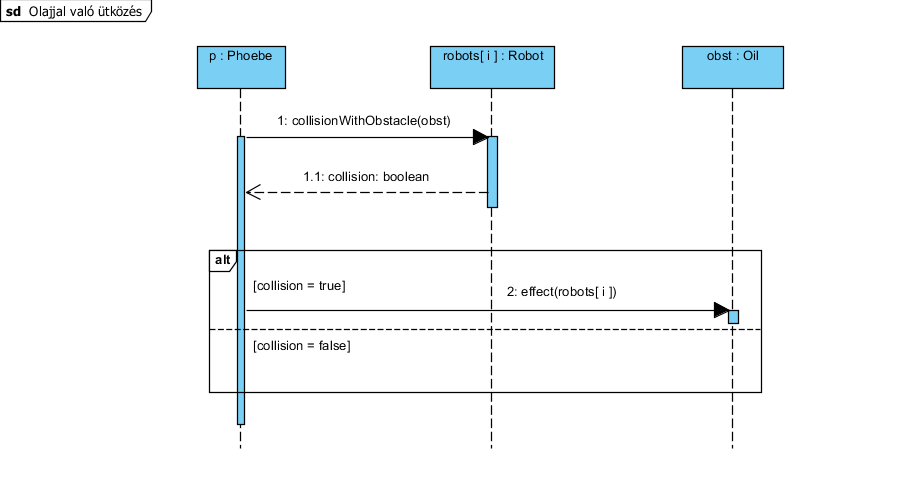 sd Olajjal való ütközés
p : Phoebe
robots[ i ] : Robot
obst : Oil
1: collisionWithObstacle(obst)
1.1: collision: boolean
alt
[collision = true]
2: effect(robots[ i ])
[collision = false]